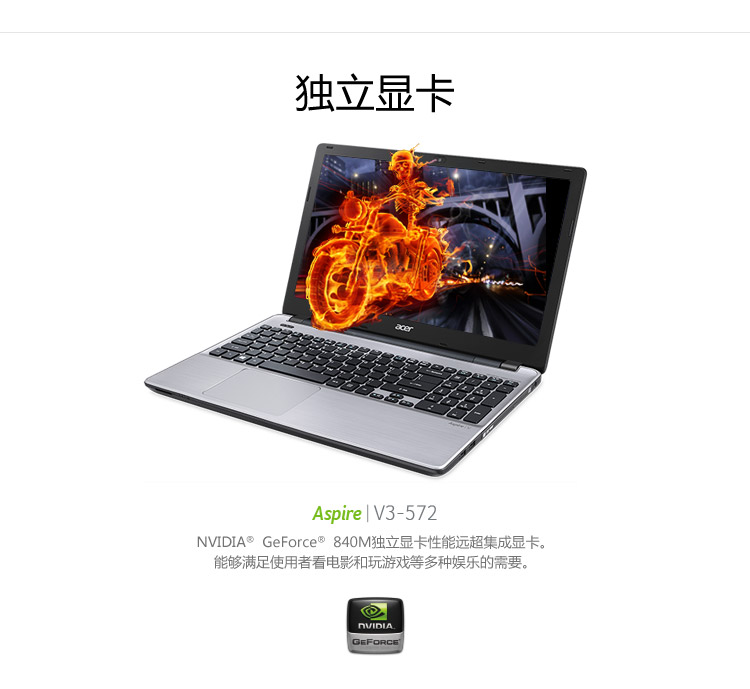 独立显卡
acer
Aspire | V3-572
NVIDIA® GeForce® 840M独立显卡性能远超集成显卡。
能够满足使用者看电影和玩游戏等多种娱乐的需要。
NVIDIA.
GEFORCE®